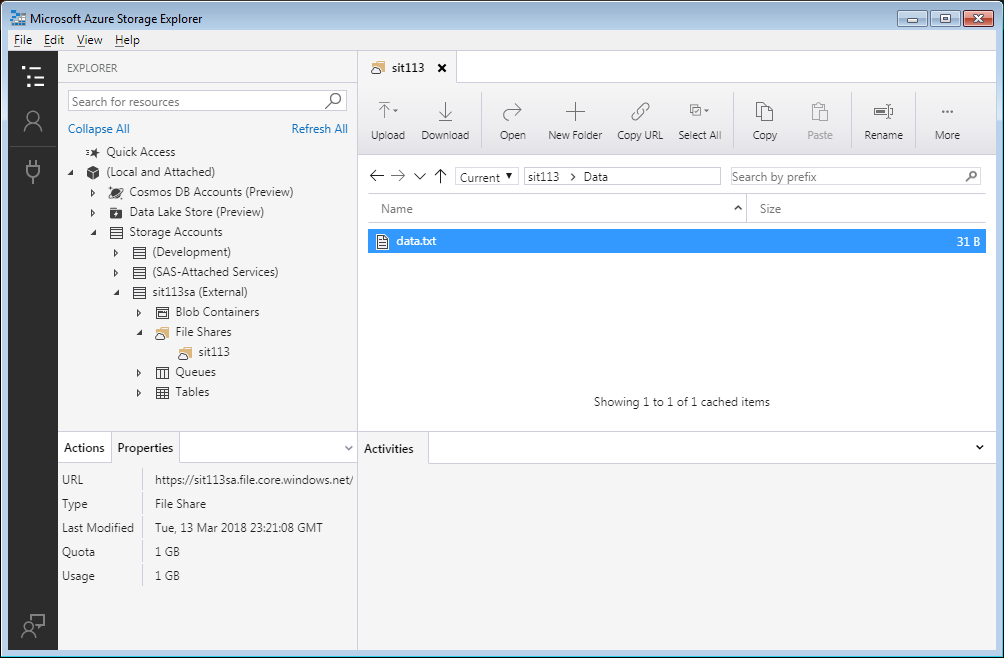 Microsoft Azure Storage Explorer
File Edit View Help
EXPLORER
Search for resources
Collapse All Refresh All
Quick Access
(Local and Attached)
Cosmos DB Accounts (Preview)
Data Lake Store (Preview)
Storage Accounts
(Development)
(SAS-Attached Services)
sit113sa (External)
Blob Containers
File Shares
sit113
Queues
Tables
Actions Properties
URL https://sit113sa.file.core.windows.net/
Type File Share
Last Modified Tue, 13 Mar 2018 23:21:08 GMT
Quota 1 GB
Usage 1 GB
sit113
Upload Download Open New Folder Copy URL Select All Copy Paste Rename More
Current sit113 > Data Search by prefix
Name Size
data.txt 31 B
Showing 1 to 1 of 1 cached items
Activities